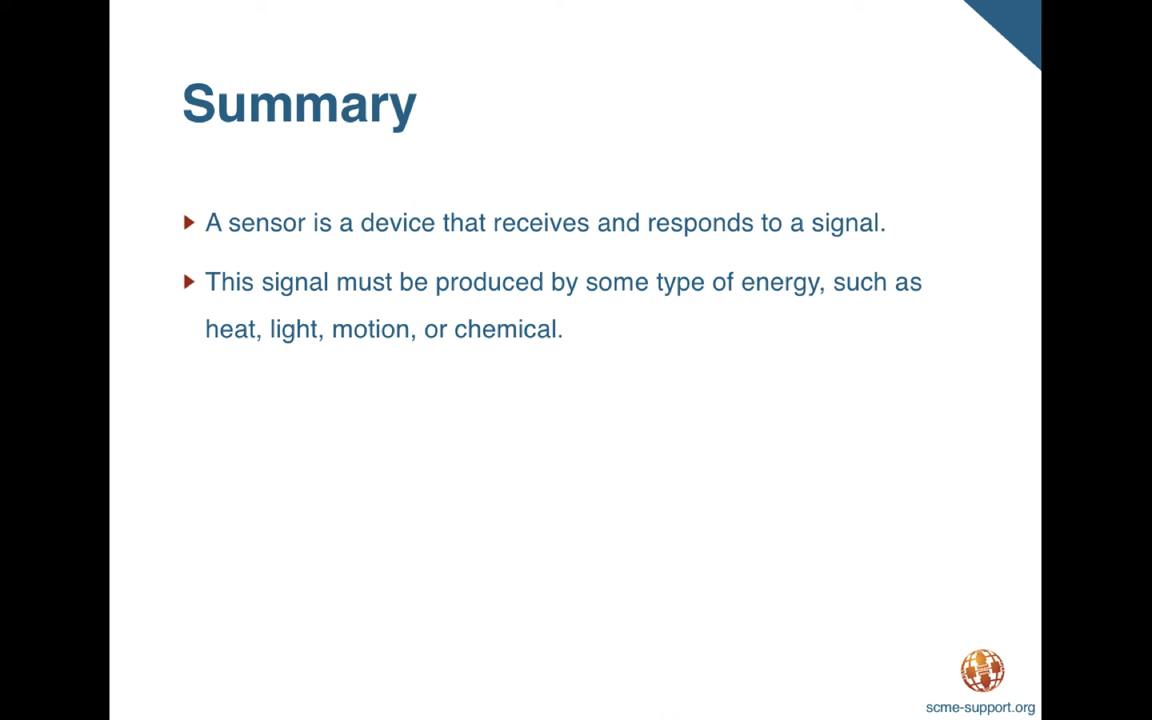 Summary
A sensor is a device that receives and responds to a signal.
This signal must be produced by some type of energy, such as
heat, light, motion, or chemical.
scme-support.org